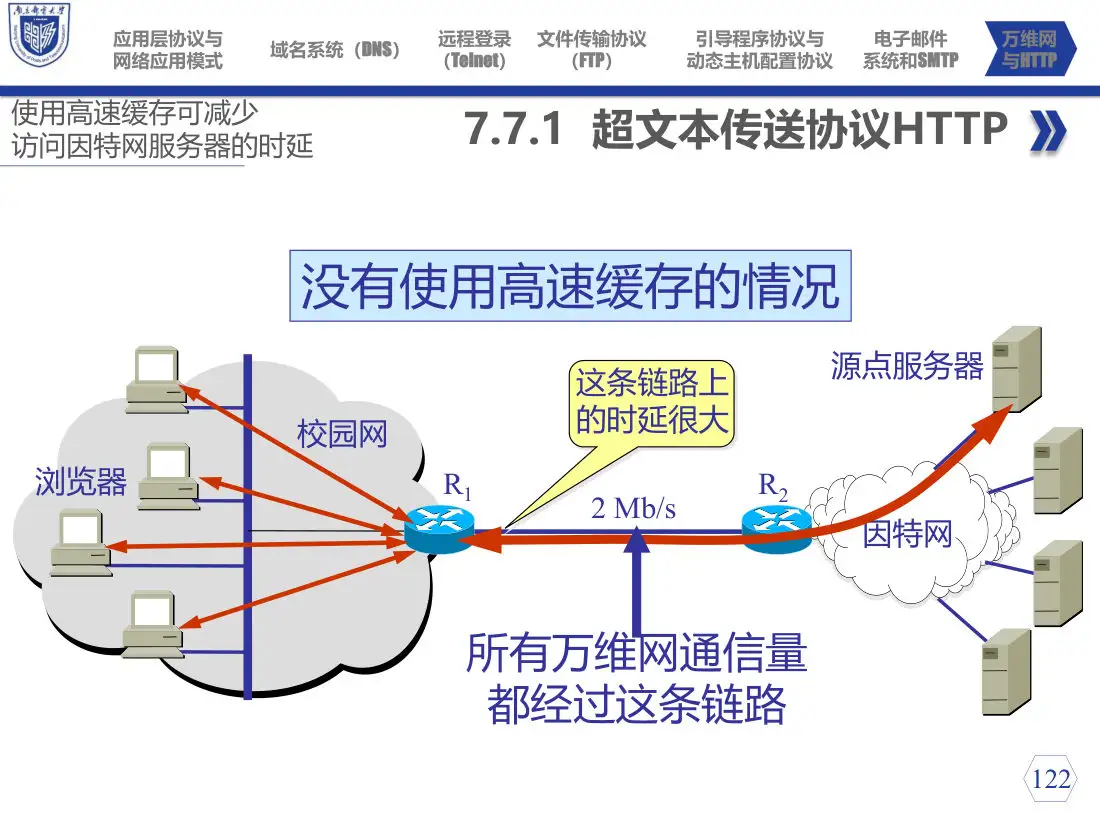 南京邮电大学
应用层协议与
网络应用模式
域名系统（DNS）
远程登录
（Telnet）
文件传输协议
（FTP）
引导程序协议与
动态主机配置协议
电子邮件
系统和SMTP
万维网
与HTTP
使用高速缓存可减少
访问因特网服务器的时延
7.7.1 超文本传送协议HTTP
没有使用高速缓存的情况
源点服务器
这条链路上
的时延很大
校园网
浏览器
R1
2 Mb/s
R2
因特网
所有万维网通信量
都经过这条链路
122